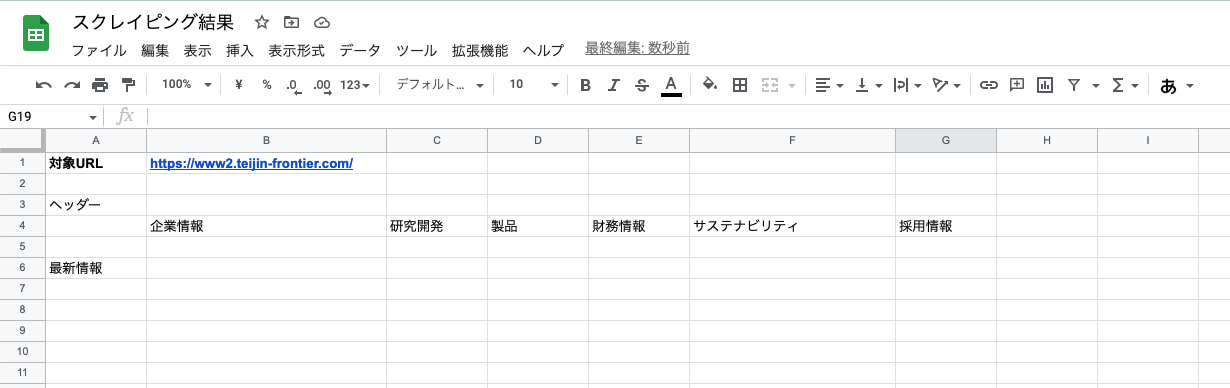 スクレイピング結果
ファイル 編集 表示 挿入 表示形式 データ ツール 拡張機能 ヘルプ 最終編集: 数秒前
100% ¥ % .0 .00 123 デフォルト... 10 B I S A あ
G19 fx
A B C D E F G H I
1 対象URL https://www2.teijin-frontier.com/
2
3 ヘッダー
4 企業情報 研究開発 製品 財務情報 サステナビリティ 採用情報
5
6 最新情報
7
8
9
10
11